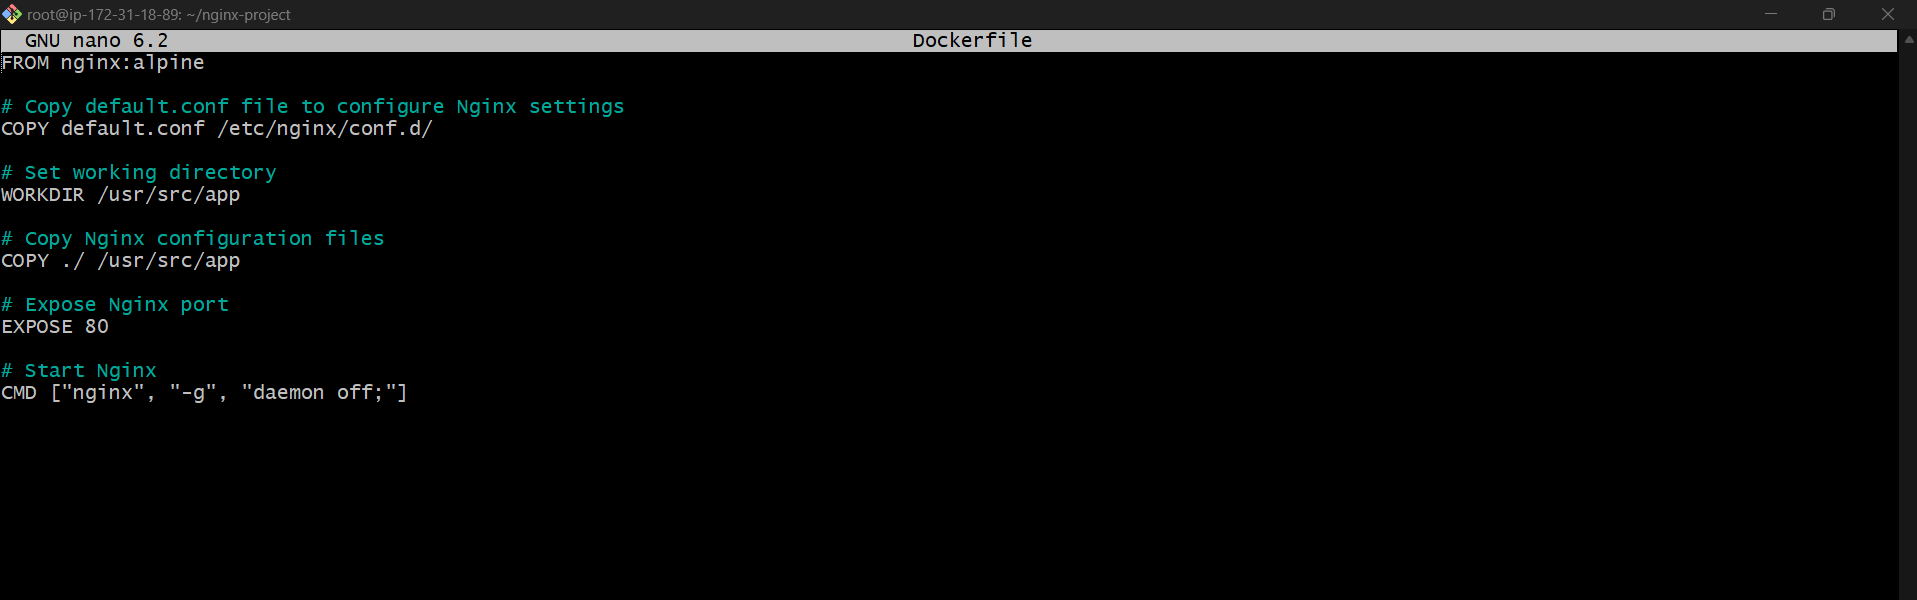 root@ip-172-31-18-89: ~/nginx-project
GNU nano 6.2 Dockerfile
FROM nginx:alpine
# Copy default.conf file to configure Nginx settings
COPY default.conf /etc/nginx/conf.d/
# Set working directory
WORKDIR /usr/src/app
# Copy Nginx configuration files
COPY ./ /usr/src/app
# Expose Nginx port
EXPOSE 80
# Start Nginx
CMD ["nginx", "-g", "daemon off;"]